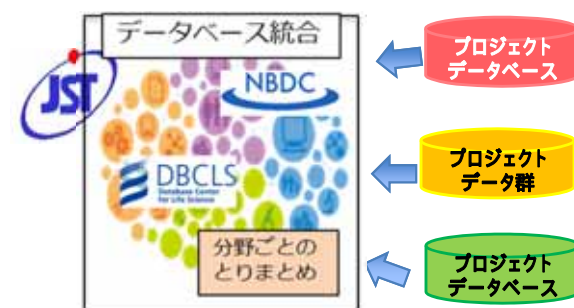 データベース統合
JST
NBDC
DBCLS
Database Center
for Life Science
分野ごとの
とりまとめ
プロジェクト
データベース
プロジェクト
データ群
プロジェクト
データベース